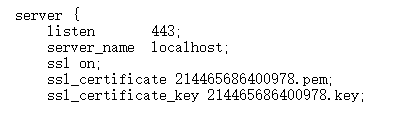 server {
listen 443;
server_name localhost;
ssl on;
ssl_certificate 214465686400978.pem;
ssl_certificate_key 214465686400978.key;